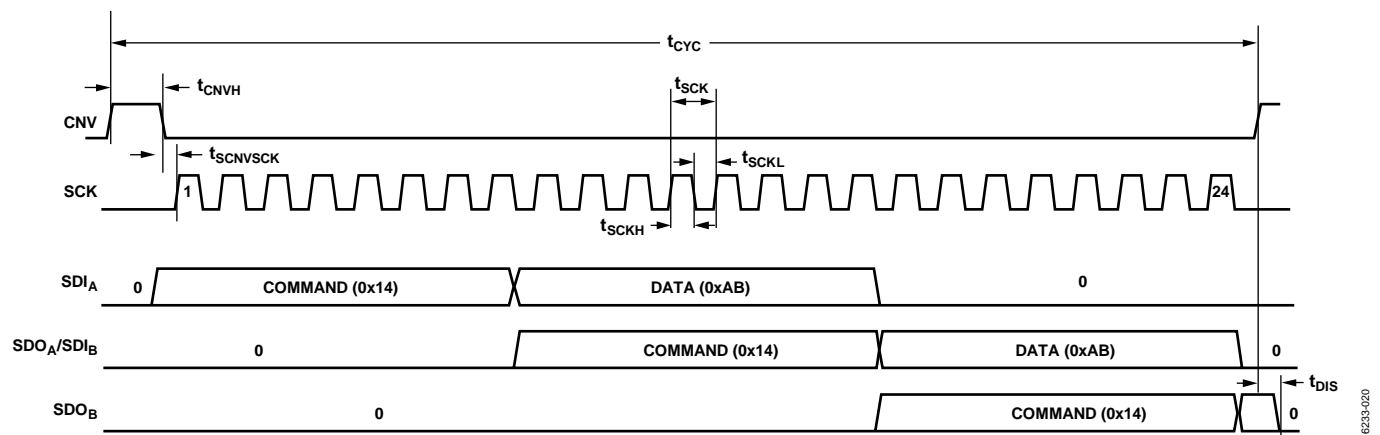 tCYC
tCNVH
tSCK
CNV
tSCNVSCK
tSCKL
SCK
1
24
tSCKH
SDIA
0
COMMAND (0x14)
DATA (0xAB)
0
SDOA/SDIB
0
COMMAND (0x14)
DATA (0xAB)
0
tDIS
SDOB
0
COMMAND (0x14)
0
6233-020